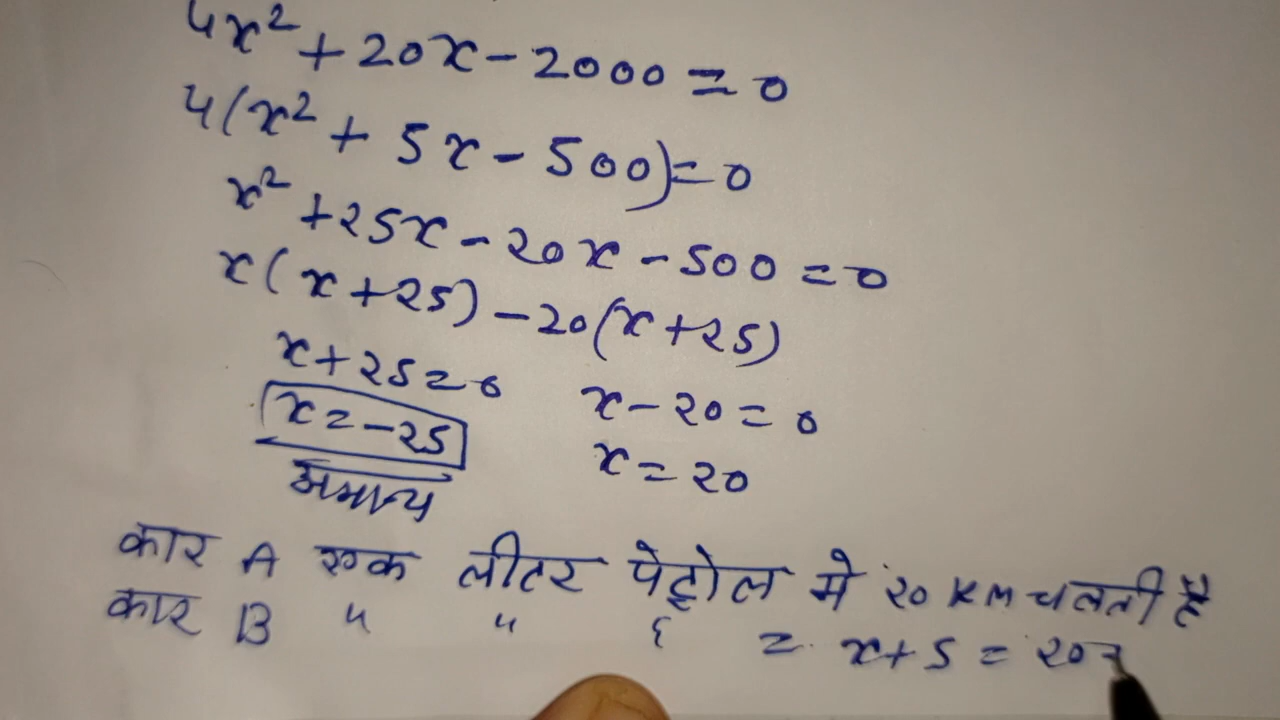 4x² + 20x - 2000 = 0
4(x² + 5x - 500) = 0
x² + 25x - 20x - 500 = 0
x(x + 25) - 20(x + 25)
x + 25 = 0 x - 20 = 0
x = -25 x = 20
अमान्य
कार A एक लीटर पेट्रोल मे 20 KM चलती है
कार B " " " = x + 5 = 20